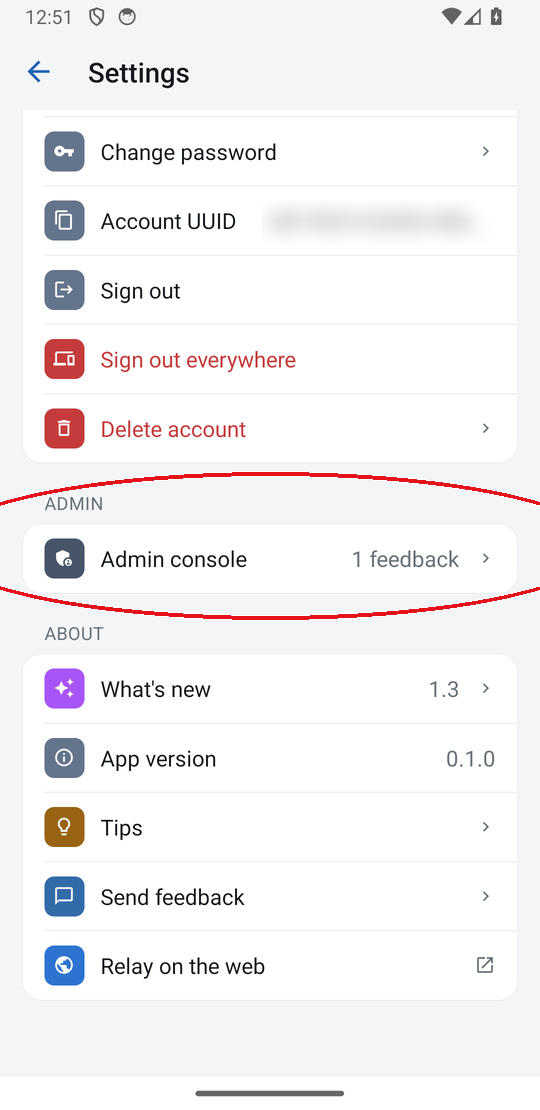 12:51
Settings
Change password
Account UUID
Sign out
Sign out everywhere
Delete account
ADMIN
Admin console 1 feedback
ABOUT
What's new 1.3
App version 0.1.0
Tips
Send feedback
Relay on the web